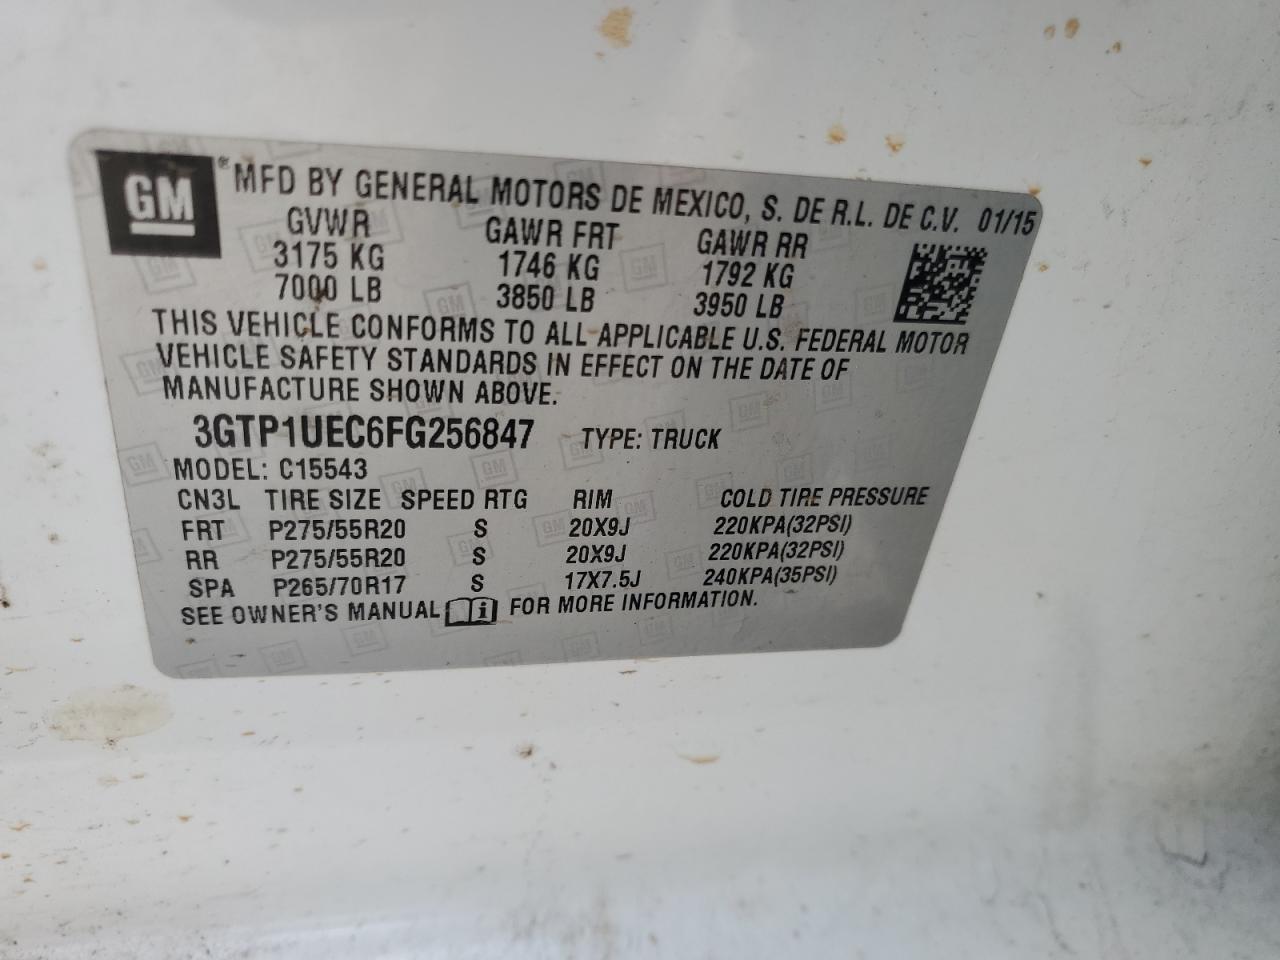 GM ® MFD BY GENERAL MOTORS DE MEXICO, S. DE R.L. DE C.V. 01/15
GVWR GAWR FRT GAWR RR
3175 KG 1746 KG 1792 KG
7000 LB 3850 LB 3950 LB
THIS VEHICLE CONFORMS TO ALL APPLICABLE U.S. FEDERAL MOTOR
VEHICLE SAFETY STANDARDS IN EFFECT ON THE DATE OF
MANUFACTURE SHOWN ABOVE.
3GTP1UEC6FG256847 TYPE: TRUCK
MODEL: C15543
CN3L TIRE SIZE SPEED RTG RIM COLD TIRE PRESSURE
FRT P275/55R20 S 20X9J 220KPA(32PSI)
RR P275/55R20 S 20X9J 220KPA(32PSI)
SPA P265/70R17 S 17X7.5J 240KPA(35PSI)
SEE OWNER'S MANUAL i FOR MORE INFORMATION.